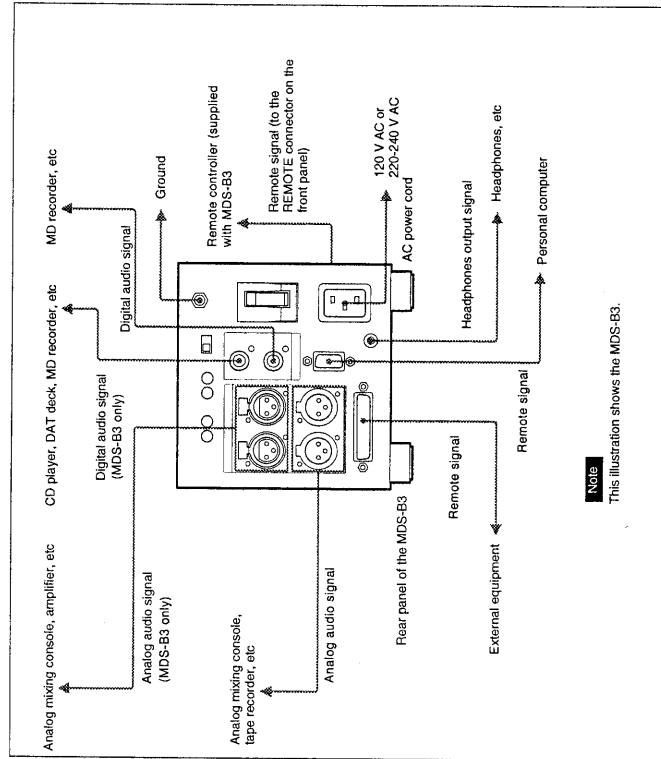 Analog mixing console, amplifier, etc
CD player, DAT deck, MD recorder, etc
MD recorder, etc
Analog audio signal
(MDS-B3 only)
Digital audio signal
(MDS-B3 only)
Digital audio signal
Ground
Remote controller (supplied
with MDS-B3
Remote signal (to the
REMOTE connector on the
front panel)
Analog mixing console,
tape recorder, etc
Analog audio signal
120 V AC or
220-240 V AC
AC power cord
Rear panel of the MDS-B3
Headphones output signal
Headphones, etc
Remote signal
Remote signal
Personal computer
External equipment
Note
This illustration shows the MDS-B3.